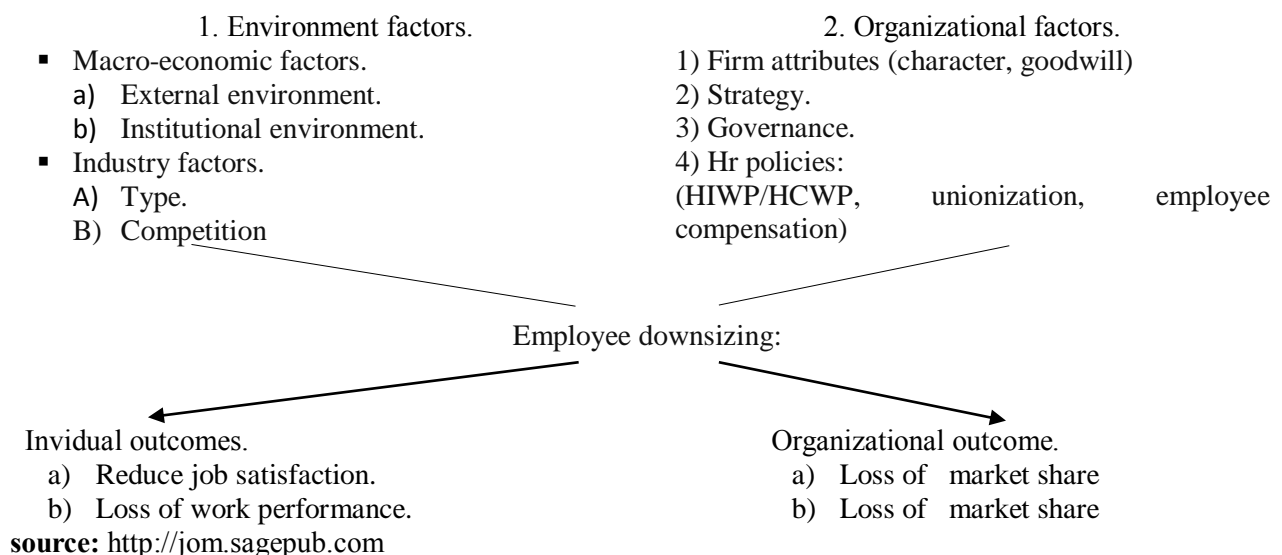 1. Environment factors.
▪ Macro-economic factors.
a) External environment.
b) Institutional environment.
▪ Industry factors.
A) Type.
B) Competition
2. Organizational factors.
1) Firm attributes (character, goodwill)
2) Strategy.
3) Governance.
4) Hr policies:
(HIWP/HCWP, unionization, employee
compensation)
Employee downsizing:
Invidual outcomes.
a) Reduce job satisfaction.
b) Loss of work performance.
Organizational outcome.
a) Loss of market share
b) Loss of market share
source: http://jom.sagepub.com